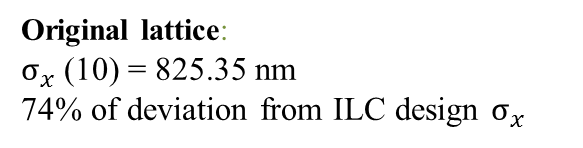 Original lattice:
σₓ (10) = 825.35 nm
74% of deviation from ILC design σₓ